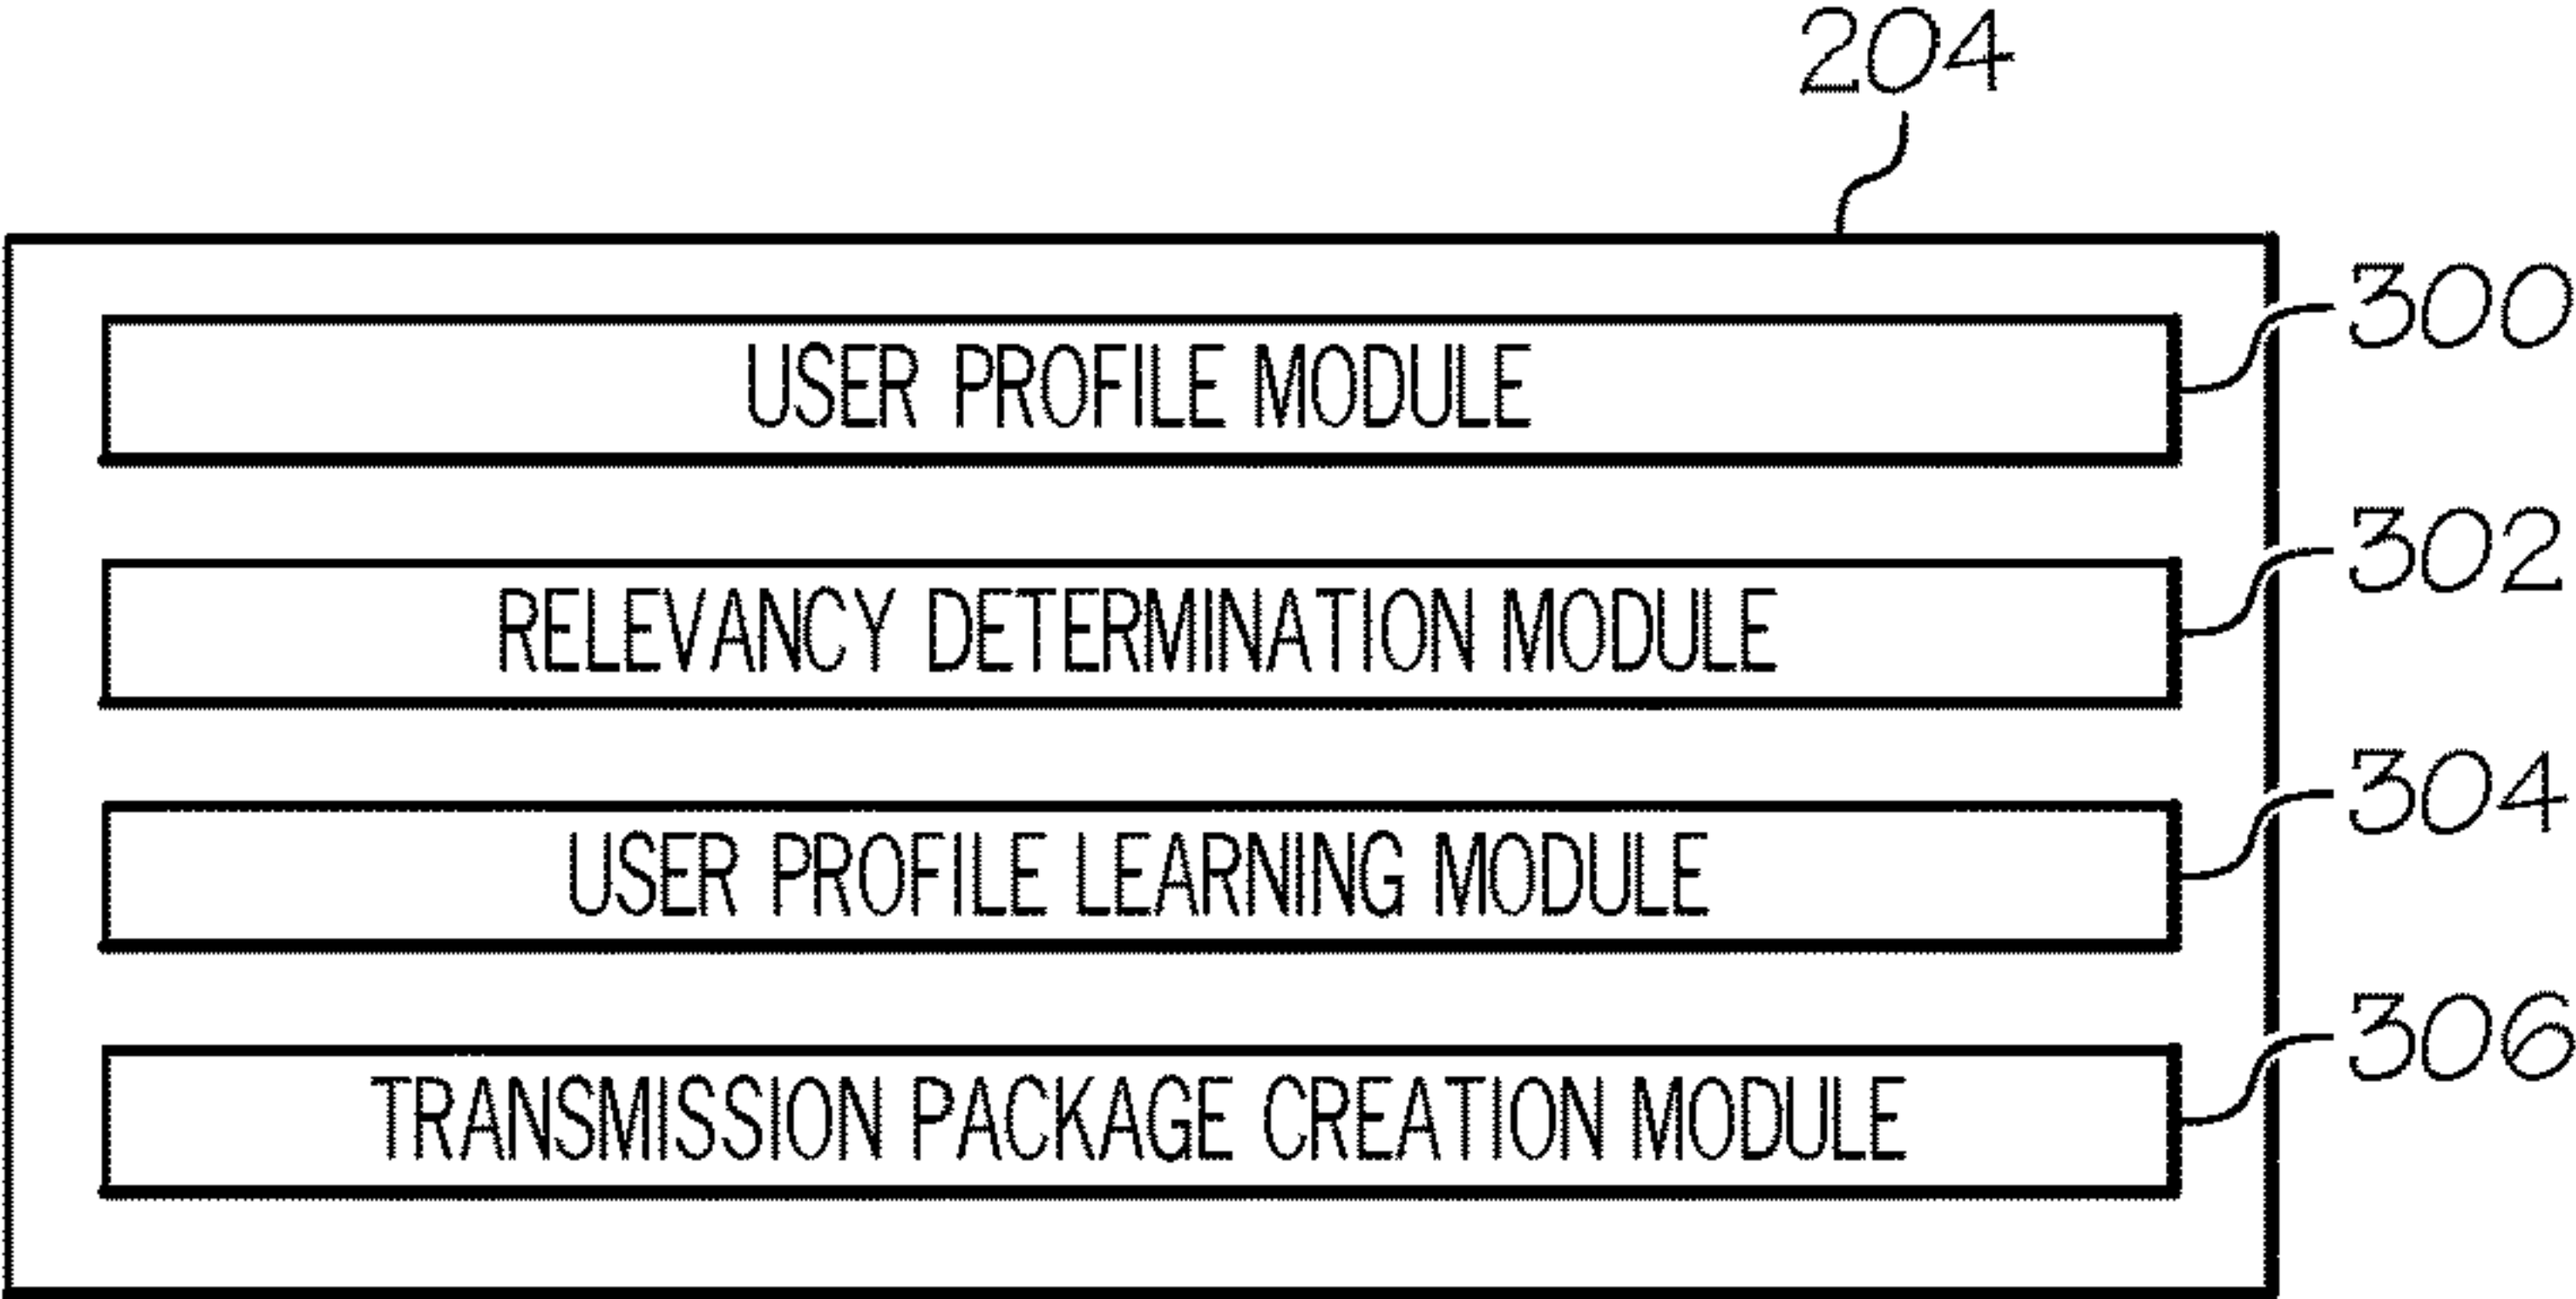 204
USER PROFILE MODULE 300
RELEVANCY DETERMINATION MODULE 302
USER PROFILE LEARNING MODULE 304
TRANSMISSION PACKAGE CREATION MODULE 306